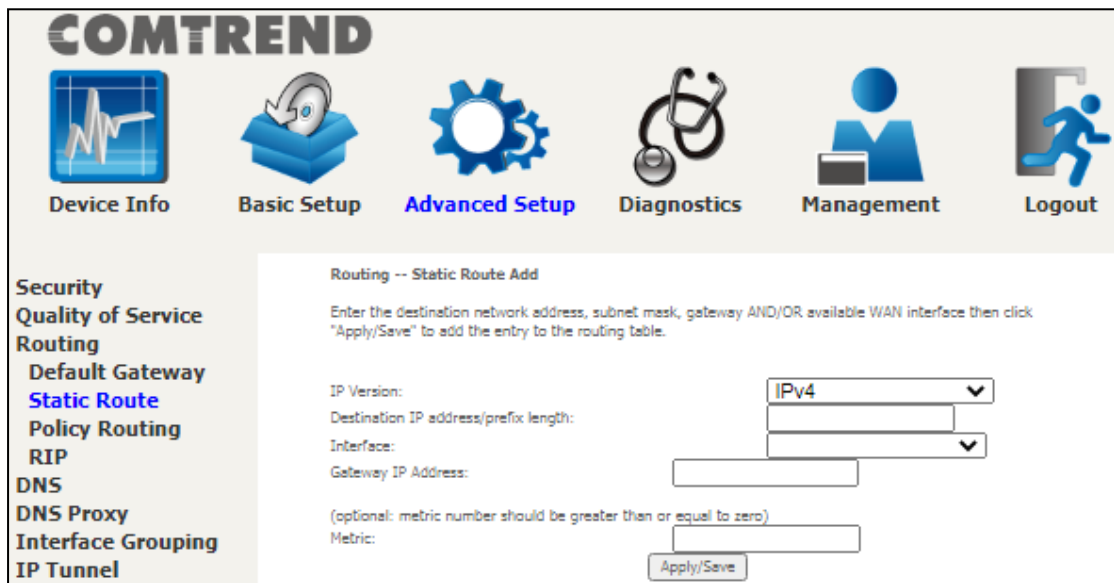 COMTREND
Device Info
Basic Setup
Advanced Setup
Diagnostics
Management
Logout
Security
Quality of Service
Routing
Default Gateway
Static Route
Policy Routing
RIP
DNS
DNS Proxy
Interface Grouping
IP Tunnel
Routing -- Static Route Add
Enter the destination network address, subnet mask, gateway AND/OR available WAN interface then click
"Apply/Save" to add the entry to the routing table.
IP Version:
IPv4
Destination IP address/prefix length:
Interface:
Gateway IP Address:
(optional: metric number should be greater than or equal to zero)
Metric:
Apply/Save